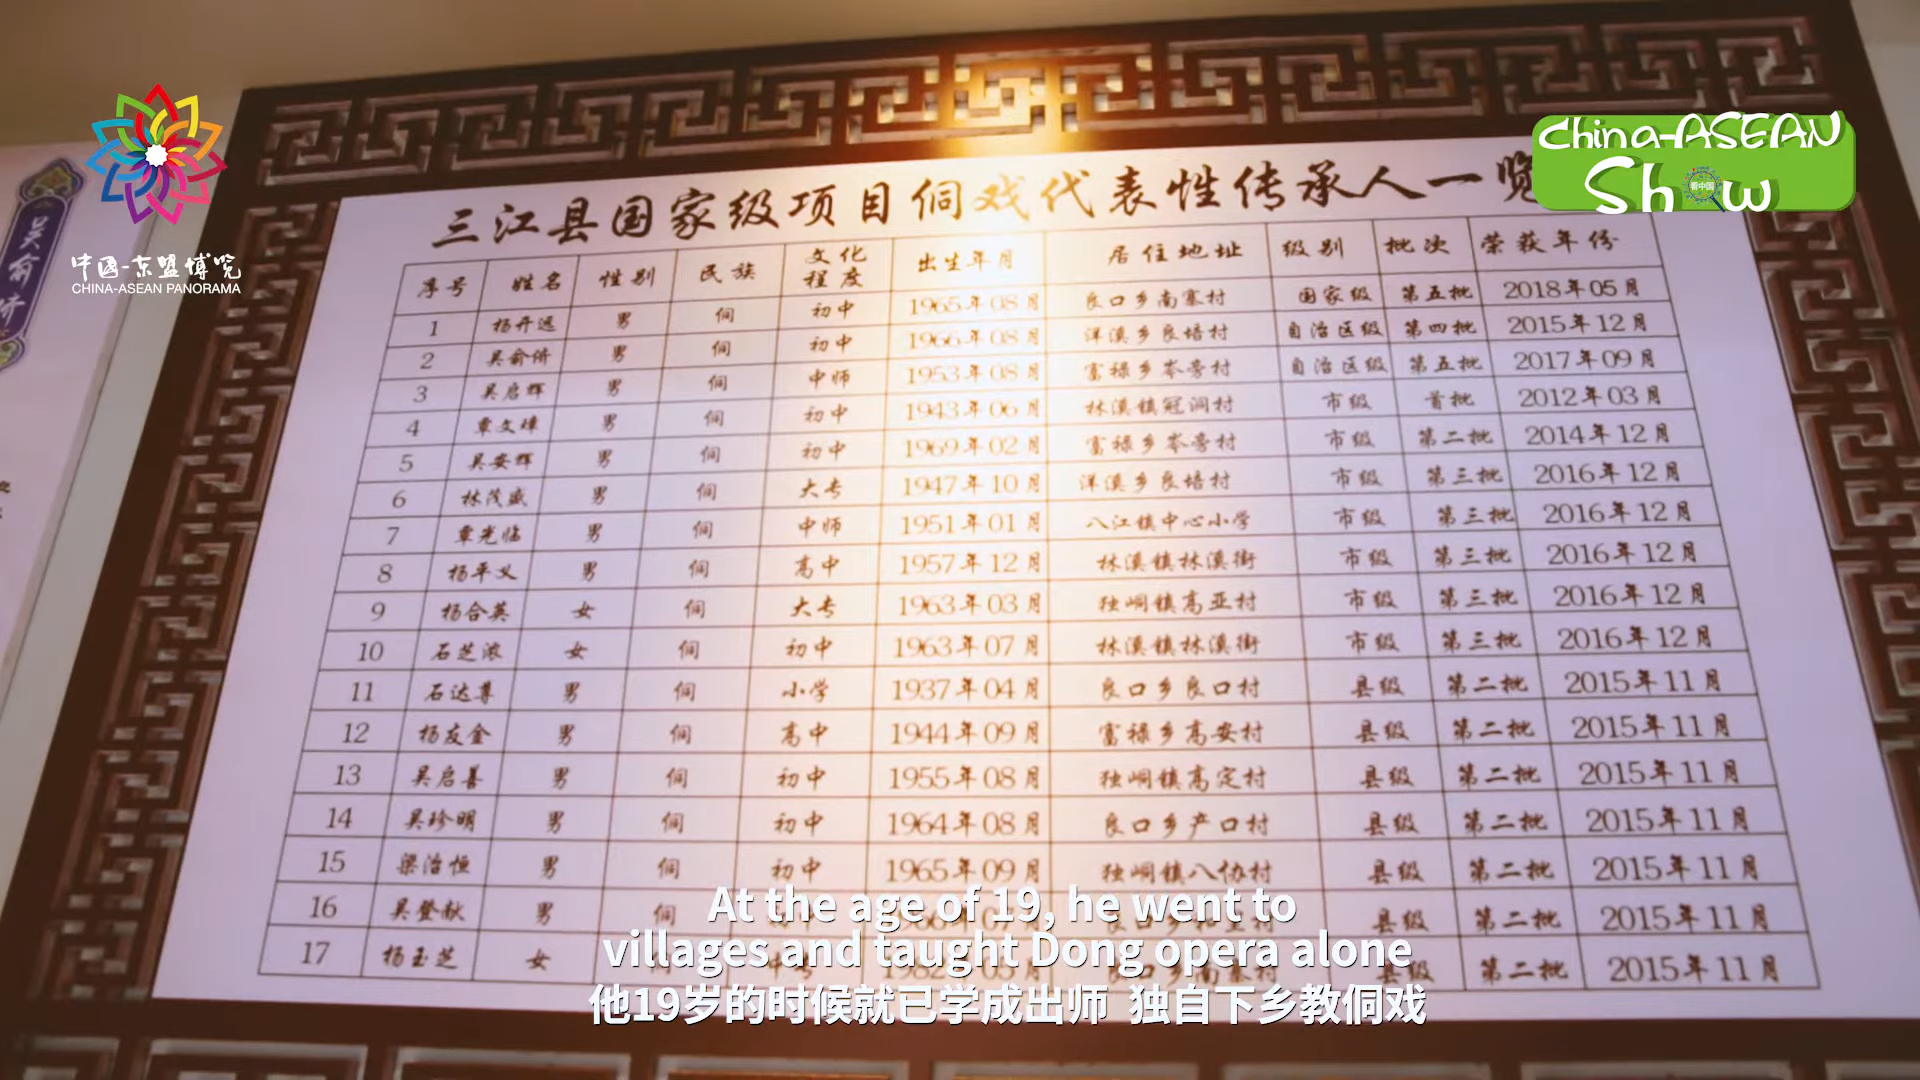 China-ASEAN
Show
看中国
中国-东盟博览
CHINA-ASEAN PANORAMA
吴俞侪
三江县国家级项目侗戏代表性传承人一览
序号 姓名 性别 民族 文化程度 出生年月 居住地址 级别 批次 荣获年份
1 杨开远 男 侗 初中 1965年08月 良口乡南寨村 国家级 第五批 2018年05月
2 吴俞侪 男 侗 初中 1966年08月 洋溪乡良培村 自治区级 第四批 2015年12月
3 吴启辉 男 侗 中师 1953年08月 富禄乡岑旁村 自治区级 第五批 2017年09月
4 覃文璋 男 侗 初中 1943年06月 林溪镇冠洞村 市级 首批 2012年03月
5 吴安辉 男 侗 初中 1969年02月 富禄乡岑旁村 市级 第二批 2014年12月
6 林茂盛 男 侗 大专 1947年10月 洋溪乡良培村 市级 第三批 2016年12月
7 覃光临 男 侗 中师 1951年01月 八江镇中心小学 市级 第三批 2016年12月
8 杨平义 男 侗 高中 1957年12月 林溪镇林溪街 市级 第三批 2016年12月
9 杨合英 女 侗 大专 1963年03月 独峒镇高亚村 市级 第三批 2016年12月
10 石芝浓 女 侗 初中 1963年07月 林溪镇林溪街 市级 第三批 2016年12月
11 石达尊 男 侗 小学 1937年04月 良口乡良口村 县级 第二批 2015年11月
12 杨友金 男 侗 高中 1944年09月 富禄乡高安村 县级 第二批 2015年11月
13 吴启善 男 侗 初中 1955年08月 独峒镇高定村 县级 第二批 2015年11月
14 吴珍明 男 侗 初中 1964年08月 良口乡产口村 县级 第二批 2015年11月
15 梁治恒 男 侗 初中 1965年09月 独峒镇八协村 县级 第二批 2015年11月
16 吴登猷 男 侗 县级 第二批 2015年11月
17 杨玉芝 女 第二批 2015年11月
At the age of 19, he went to
villages and taught Dong opera alone
他19岁的时候就已学成出师 独自下乡教侗戏